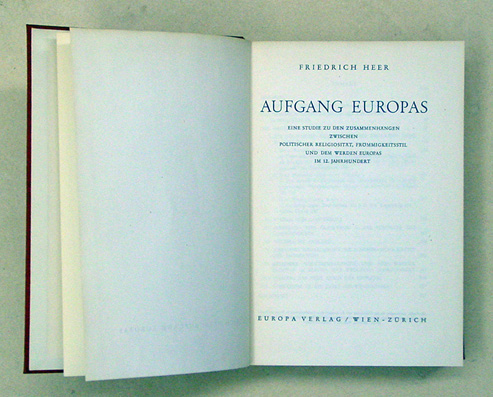 FRIEDRICH HEER
AUFGANG EUROPAS
EINE STUDIE ZU DEN ZUSAMMENHÄNGEN
ZWISCHEN
POLITISCHER RELIGIOSITÄT, FRÖMMIGKEITSSTIL
UND DEM WERDEN EUROPAS
IM 12. JAHRHUNDERT
EUROPA VERLAG / WIEN-ZÜRICH